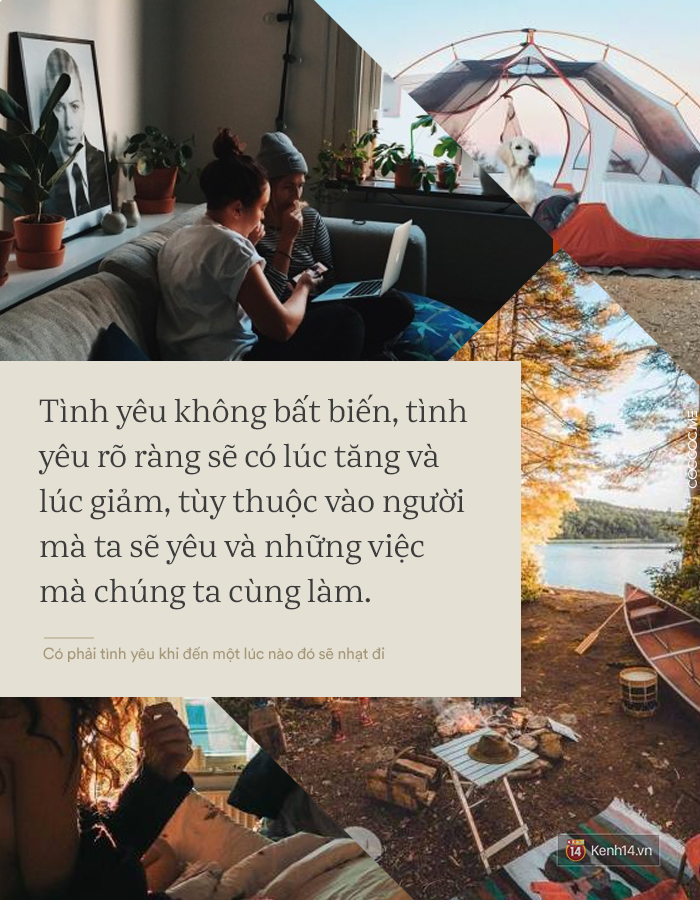 Tình yêu không bất biến, tình
yêu rõ ràng sẽ có lúc tăng và
lúc giảm, tùy thuộc vào người
mà ta sẽ yêu và những việc
mà chúng ta cùng làm.
Có phải tình yêu khi đến một lúc nào đó sẽ nhạt đi
14 Kenh14.vn